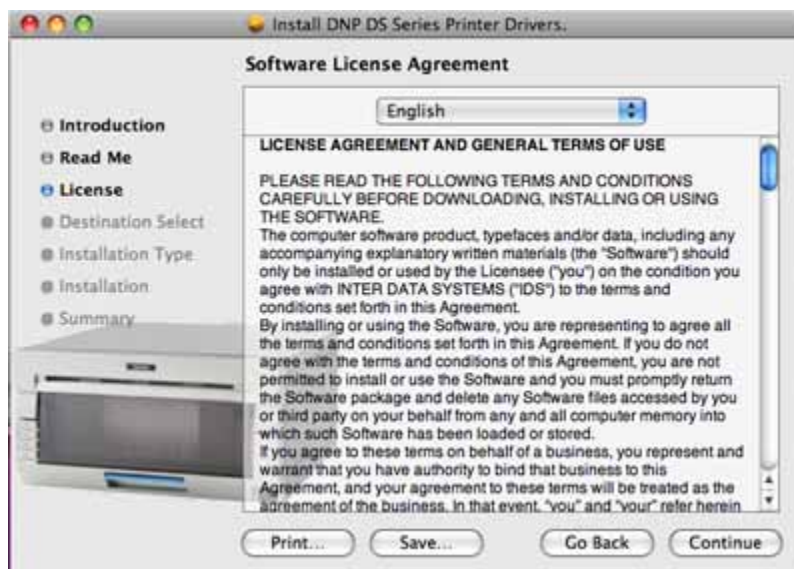 Install DNP DS Series Printer Drivers.
Software License Agreement
Introduction
Read Me
License
Destination Select
Installation Type
Installation
Summary
English
LICENSE AGREEMENT AND GENERAL TERMS OF USE
PLEASE READ THE FOLLOWING TERMS AND CONDITIONS
CAREFULLY BEFORE DOWNLOADING, INSTALLING OR USING
THE SOFTWARE.
The computer software product, typefaces and/or data, including any
accompanying explanatory written materials (the "Software") should
only be installed or used by the Licensee ("you") on the condition you
agree with INTER DATA SYSTEMS ("IDS") to the terms and
conditions set forth in this Agreement.
By installing or using the Software, you are representing to agree all
the terms and conditions set forth in this Agreement. If you do not
agree with the terms and conditions of this Agreement, you are not
permitted to install or use the Software and you must promptly return
the Software package and delete any Software files accessed by you
or third party on your behalf from any and all computer memory into
which such Software has been loaded or stored.
If you agree to these terms on behalf of a business, you represent and
warrant that you have authority to bind that business to this
Agreement, and your agreement to these terms will be treated as the
agreement of the business. In that event, "you" and "your" refer herein
Print...
Save...
Go Back
Continue